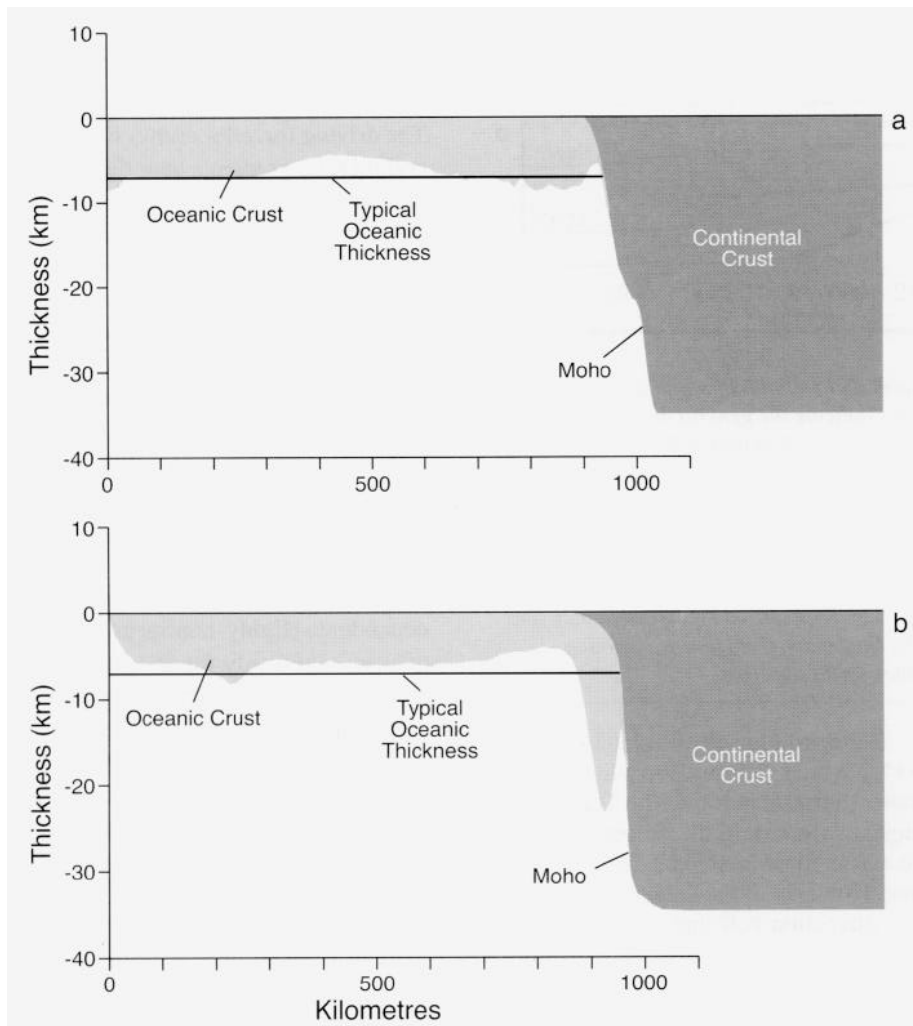 10
0
-10
-20
-30
-40
Thickness (km)
a
Oceanic Crust
Typical
Oceanic
Thickness
Continental
Crust
Moho
0
500
1000
10
0
-10
-20
-30
-40
Thickness (km)
b
Oceanic Crust
Typical
Oceanic
Thickness
Continental
Crust
Moho
0
500
1000
Kilometres